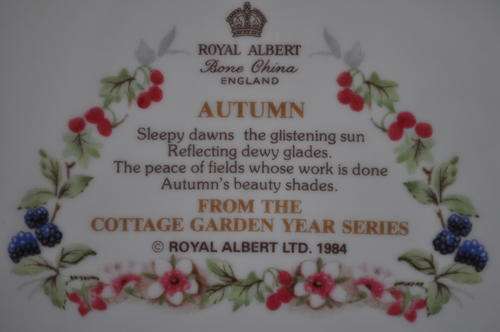 ROYAL ALBERT
Bone China
ENGLAND
AUTUMN
Sleepy dawns the glistening sun
Reflecting dewy glades.
The peace of fields whose work is done
Autumn's beauty shades.
FROM THE
COTTAGE GARDEN YEAR SERIES
© ROYAL ALBERT LTD. 1984